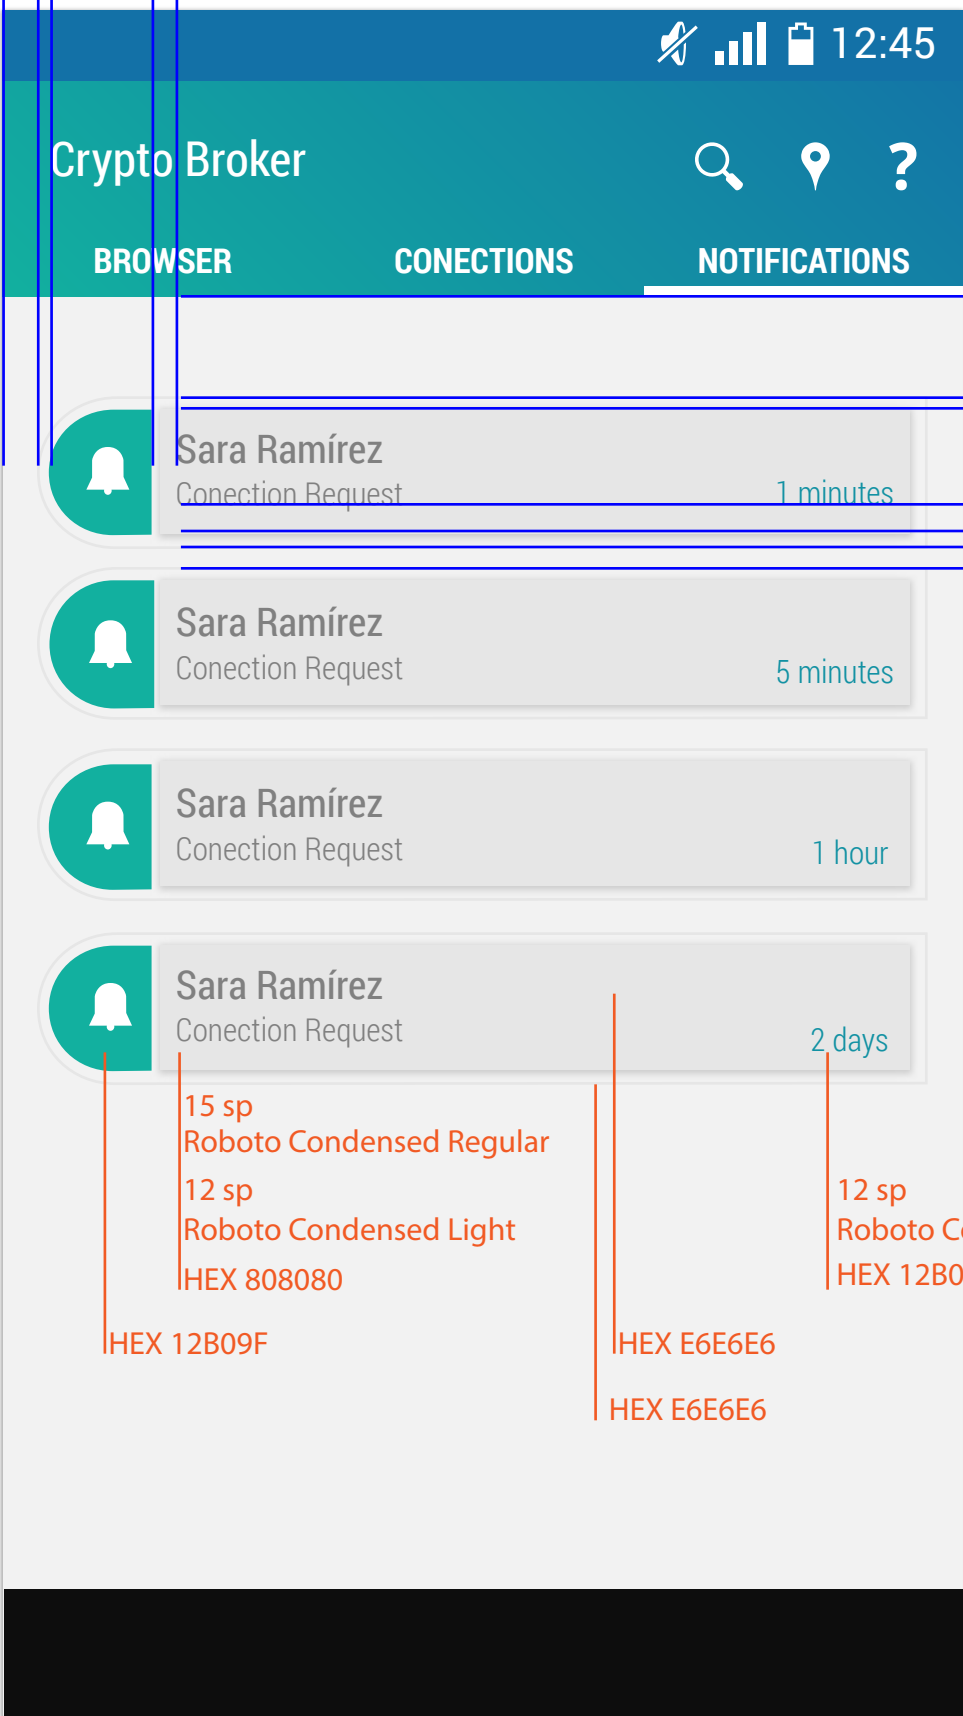 12:45
Crypto Broker
?
BROWSER CONECTIONS NOTIFICATIONS
Sara Ramírez
Conection Request 1 minutes
Sara Ramírez
Conection Request 5 minutes
Sara Ramírez
Conection Request 1 hour
Sara Ramírez
Conection Request 2 days
15 sp
Roboto Condensed Regular
12 sp
Roboto Condensed Light
HEX 808080
12 sp
Roboto
HEX
HEX 12B09F
HEX E6E6E6
HEX E6E6E6